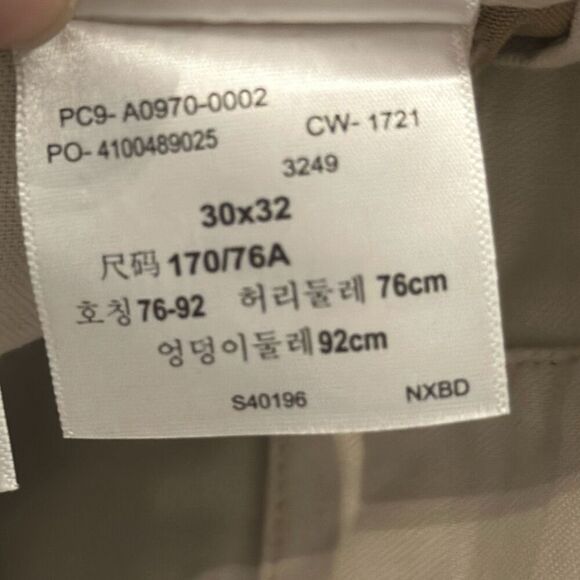 PC9- A0970-0002
PO- 4100489025 CW- 1721
3249
30x32
尺码 170/76A
호칭 76-92 허리둘레 76cm
엉덩이둘레 92cm
S40196 NXBD